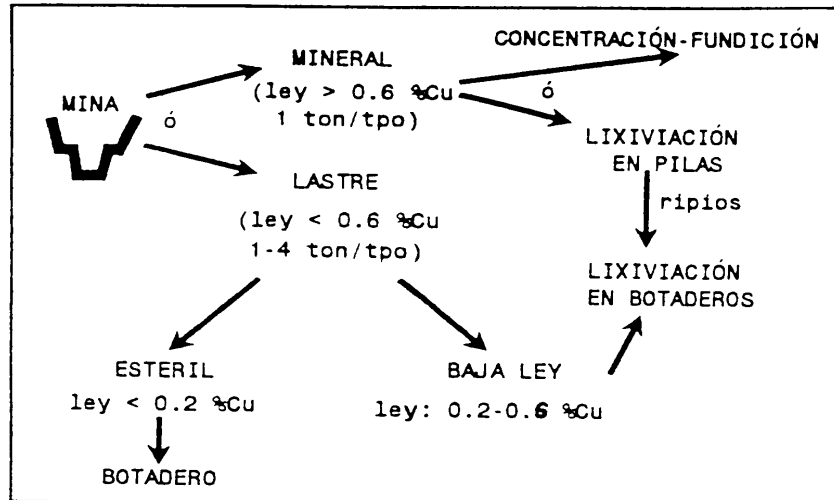 CONCENTRACIÓN-FUNDICIÓN
MINERAL
(ley > 0.6 %Cu
1 ton/tpo)
MINA
ó
ó
LIXIVIACIÓN
EN PILAS
LASTRE
(ley < 0.6 %Cu
1-4 ton/tpo)
ripios
LIXIVIACIÓN
EN BOTADEROS
ESTERIL
ley < 0.2 %Cu
BAJA LEY
ley: 0.2-0.6 %Cu
BOTADERO